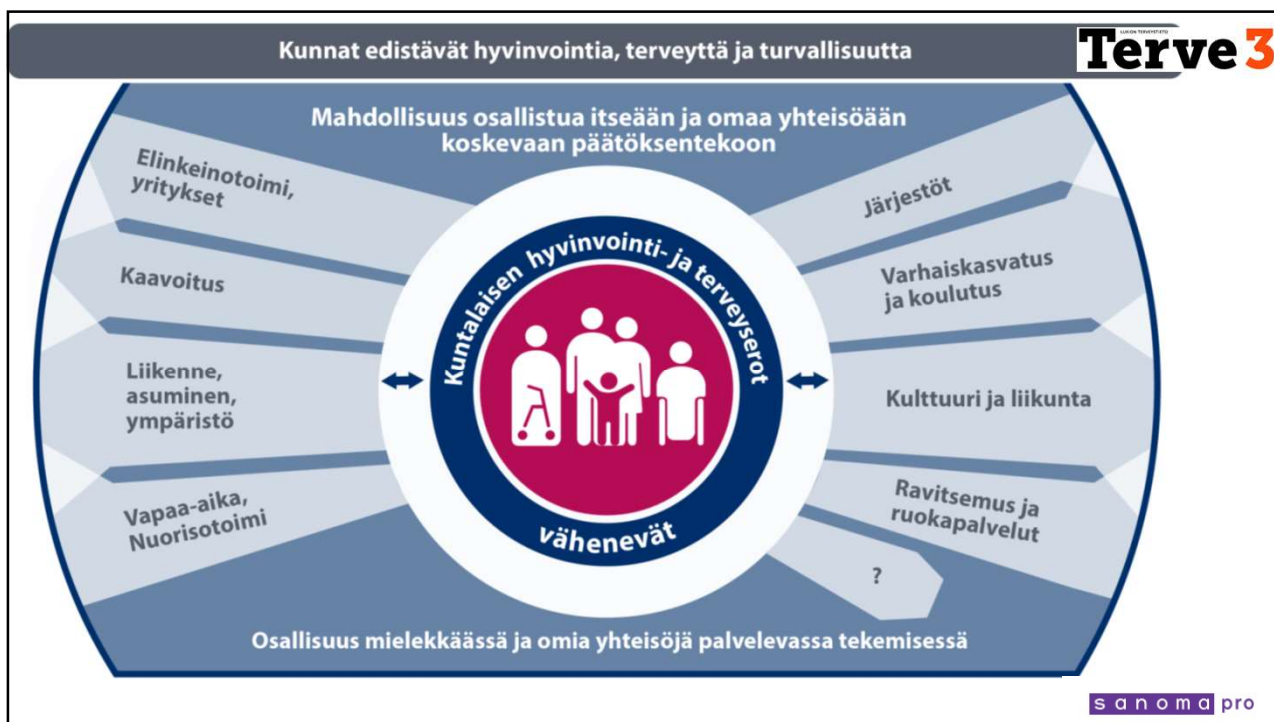 Kunnat edistävät hyvinvointia, terveyttä ja turvallisuutta
LUKION TERVEYSTIETO
Terve 3
Mahdollisuus osallistua itseään ja omaa yhteisöään
koskevaan päätöksentekoon
Elinkeinotoimi,
yritykset
Kaavoitus
Liikenne,
asuminen,
ympäristö
Vapaa-aika,
Nuorisotoimi
Kuntalaisen hyvinvointi- ja terveyserot
vähenevät
Järjestöt
Varhaiskasvatus
ja koulutus
Kulttuuri ja liikunta
Ravitsemus ja
ruokapalvelut
?
Osallisuus mielekkäässä ja omia yhteisöjä palvelevassa tekemisessä
sanoma pro